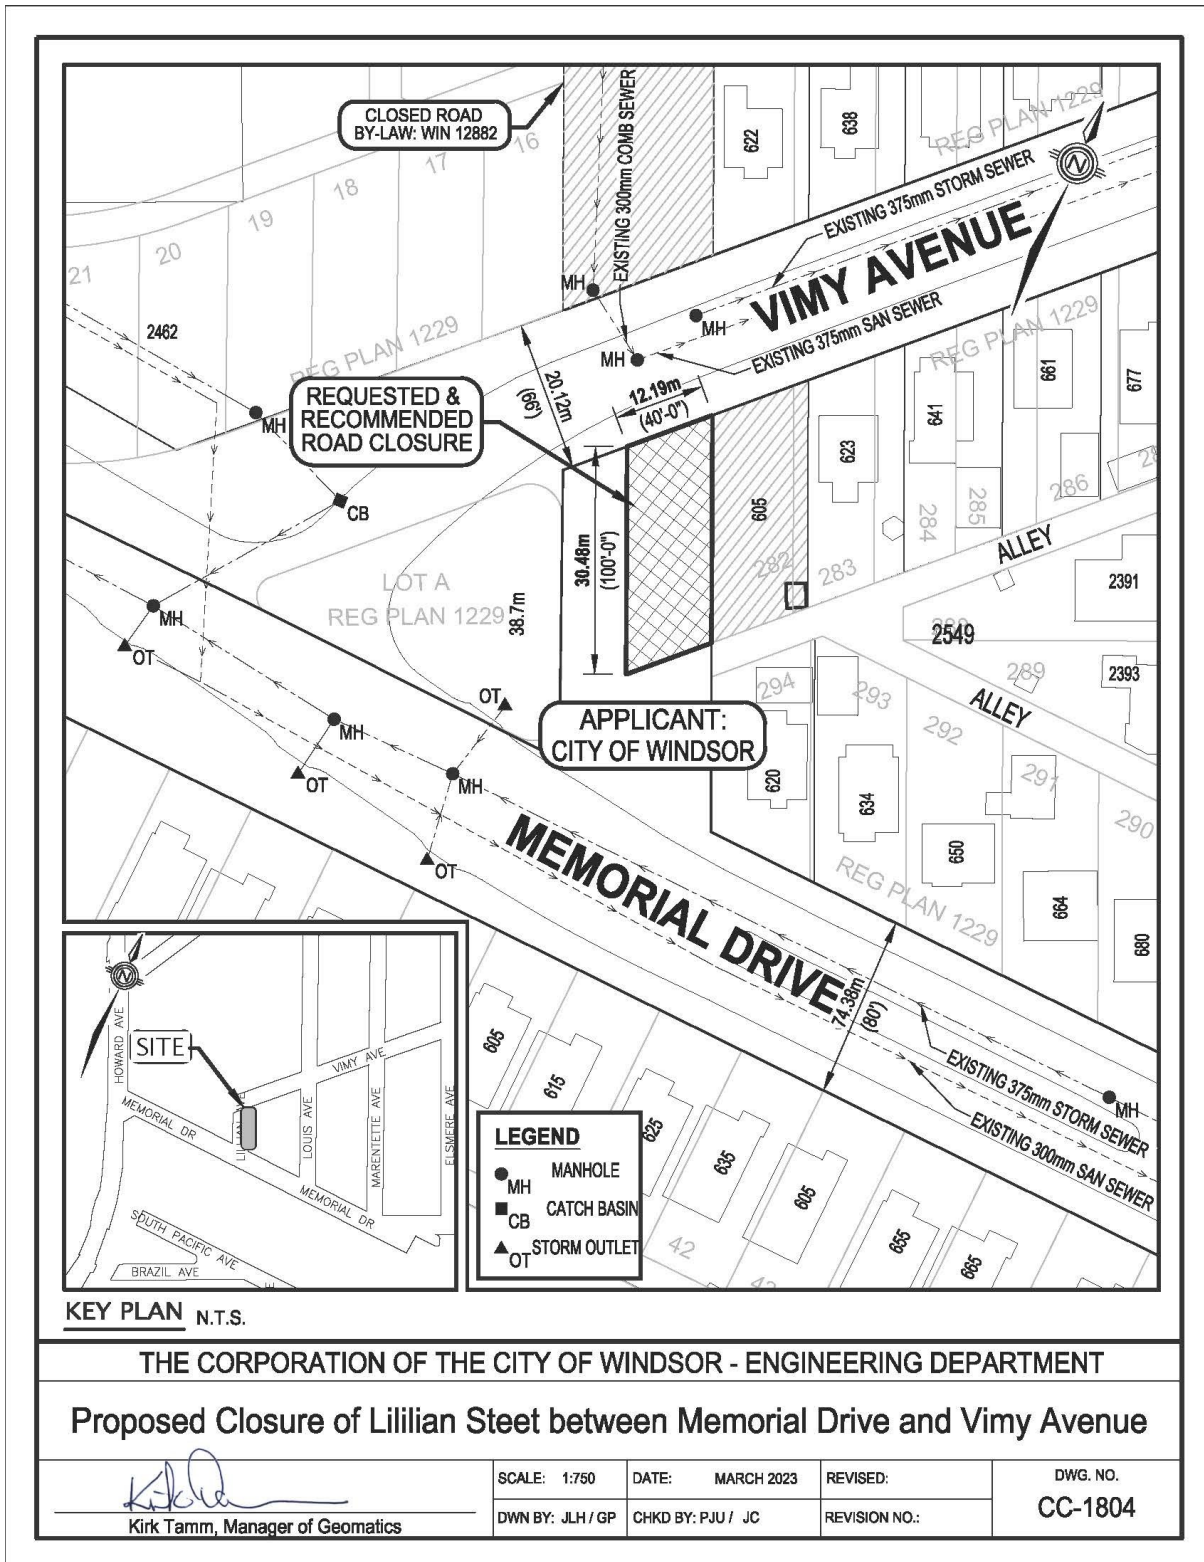 CLOSED ROAD
BY-LAW: WIN 12882
EXISTING 300mm COMB SEWER
622
638
REG PLAN 1229
N
EXISTING 375mm STORM SEWER
VIMY AVENUE
EXISTING 375mm SAN SEWER
16
17
18
19
20
21
2462
REG PLAN 1229
MH
MH
MH
MH
REG PLAN 1229
661
677
641
623
605
20.12m
(66')
12.19m
(40'-0")
REQUESTED &
RECOMMENDED
ROAD CLOSURE
CB
30.48m
(100'-0")
38.7m
LOT A
REG PLAN 1229
282
283
284
285
286
ALLEY
2391
2549
289
2393
ALLEY
MH
OT
OT
MH
OT
MH
OT
APPLICANT:
CITY OF WINDSOR
294
293
292
291
290
620
634
650
664
680
REG PLAN 1229
MEMORIAL DRIVE
74.38m
(80')
EXISTING 375mm STORM SEWER
EXISTING 300mm SAN SEWER
MH
605
615
625
635
605
655
665
42
N
SITE
HOWARD AVE
VIMY AVE
MEMORIAL DR
LOUIS AVE
MARENTETTE AVE
ELSMERE AVE
MEMORIAL DR
SOUTH PACIFIC AVE
BRAZIL AVE
LEGEND
MH MANHOLE
CB CATCH BASIN
OT STORM OUTLET
KEY PLAN N.T.S.
THE CORPORATION OF THE CITY OF WINDSOR - ENGINEERING DEPARTMENT
Proposed Closure of Lililian Steet between Memorial Drive and Vimy Avenue
Kirk Tamm, Manager of Geomatics
SCALE: 1:750
DATE: MARCH 2023
REVISED:
DWG. NO.
CC-1804
DWN BY: JLH / GP
CHKD BY: PJU / JC
REVISION NO.: